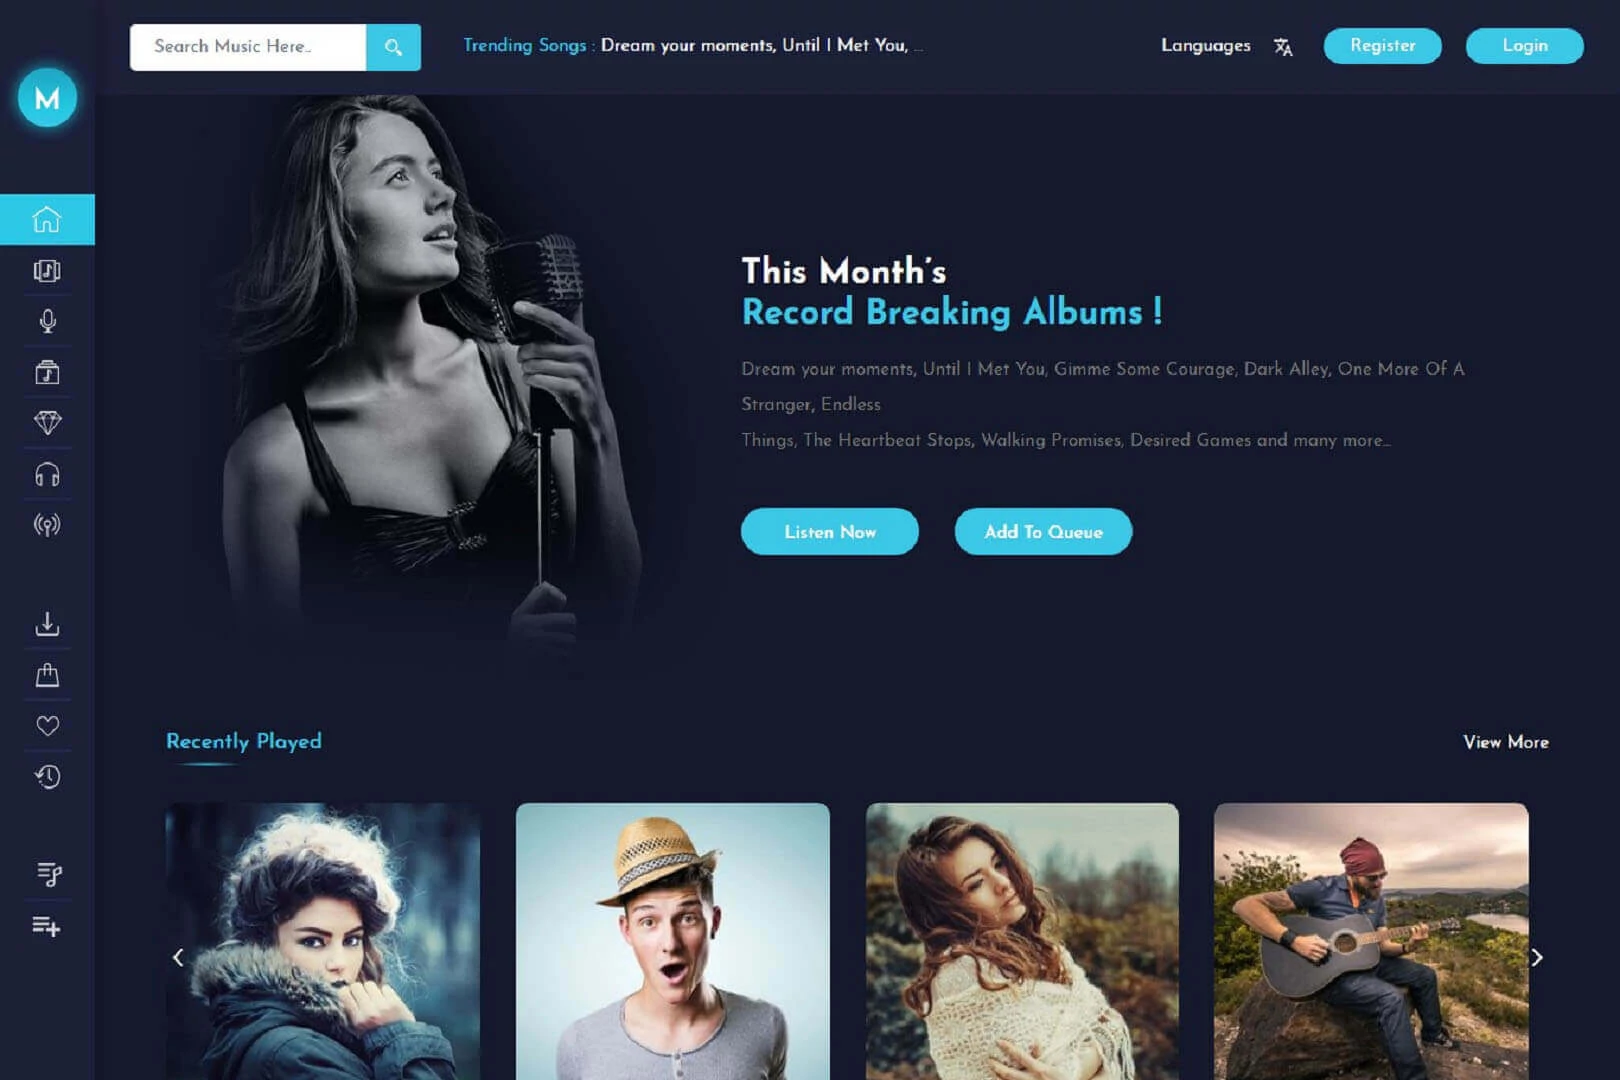 Search Music Here..
Trending Songs : Dream your moments, Until I Met You, ...
Languages
Register
Login
M
This Month's
Record Breaking Albums !
Dream your moments, Until I Met You, Gimme Some Courage, Dark Alley, One More Of A
Stranger, Endless
Things, The Heartbeat Stops, Walking Promises, Desired Games and many more...
Listen Now
Add To Queue
Recently Played
View More